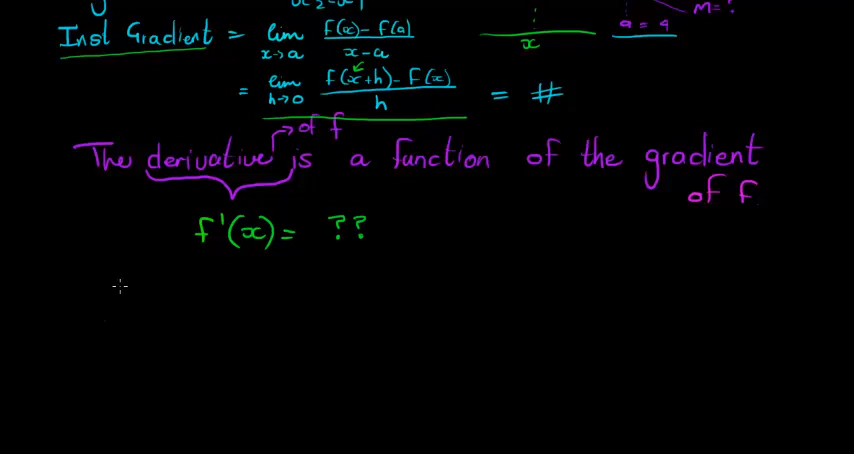 M= ?
a = 4
x
Inst Gradient = lim x→a f(x) - f(a) / x - a
= lim h→0 f(x+h) - f(x) / h = #
of f
The derivative is a function of the gradient
of f
f'(x) = ??